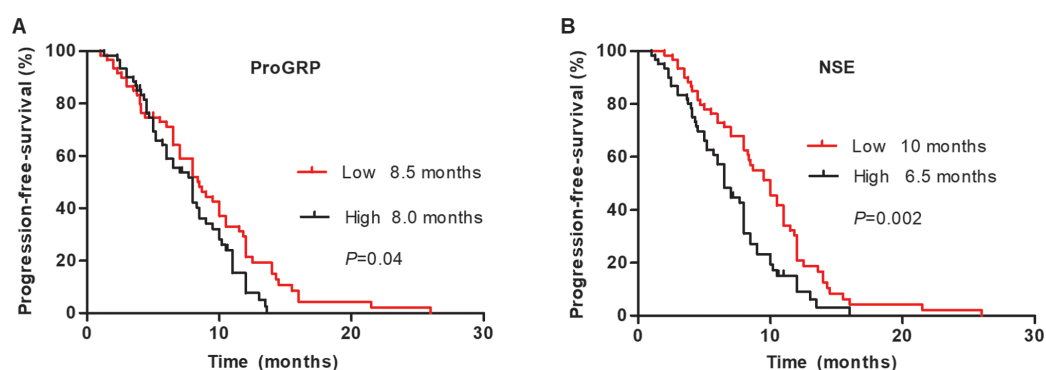 A
ProGRP
Progression-free-survival (%)
100
80
60
40
20
0
Low 8.5 months
High 8.0 months
P=0.04
0 10 20 30
Time (months)
B
NSE
Progression-free-survival (%)
100
80
60
40
20
0
Low 10 months
High 6.5 months
P=0.002
0 10 20 30
Time (months)